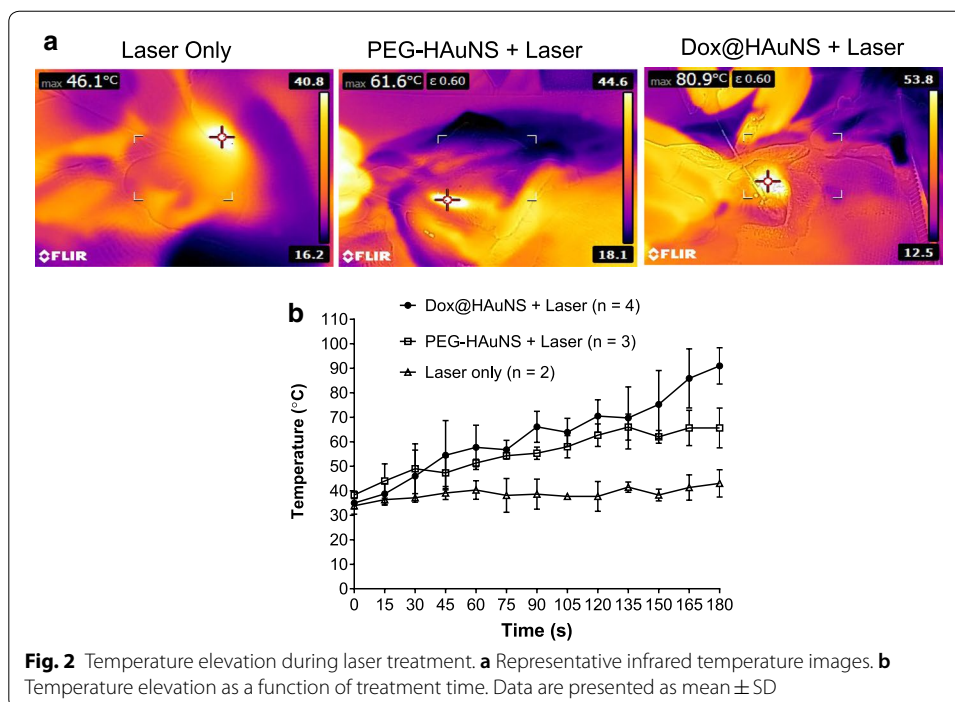 a
Laser Only
PEG-HAuNS + Laser
Dox@HAuNS + Laser
max 46.1°C
40.8
16.2
FLIR
max 61.6°C ε 0.60
44.6
18.1
FLIR
max 80.9°C ε 0.60
53.8
12.5
FLIR
b
Dox@HAuNS + Laser (n = 4)
PEG-HAuNS + Laser (n = 3)
Laser only (n = 2)
Temperature (°C)
110
100
90
80
70
60
50
40
30
20
10
0
0 15 30 45 60 75 90 105 120 135 150 165 180
Time (s)
Fig. 2 Temperature elevation during laser treatment. a Representative infrared temperature images. b
Temperature elevation as a function of treatment time. Data are presented as mean ± SD